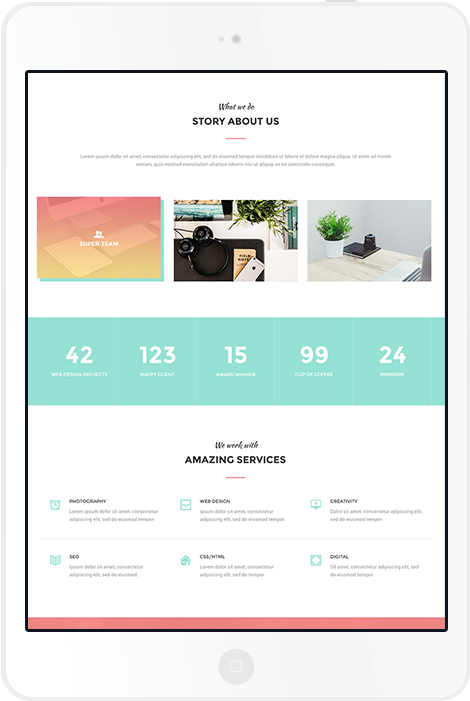 What we do
STORY ABOUT US
Lorem ipsum dolor sit amet, consectetur adipiscing elit, sed do eiusmod tempor incididunt ut labore et dolore magna aliqua. Ut enim ad minim
veniam, quis nostrud exercitation ullamco laboris nisi ut aliquip ex ea commodo consequat.
SUPER TEAM
FIELD
NOTES
42 123 15 99 24
WEB DESIGN PROJECTS HAPPY CLIENT AWARD WINNER CUP OF COFFEE MEMBERS
We work with
AMAZING SERVICES
PHOTOGRAPHY WEB DESIGN CREATIVITY
Lorem ipsum dolor sit amet, consectetur Lorem ipsum dolor sit amet, consectetur Dolor sit amet, consectetur adipiscing elit,
adipiscing elit, sed do eiusmod tempor. adipiscing elit, sed do eiusmod tempor. sed do eiusmod tempor.
SEO CSS/HTML DIGITAL
Ipsum dolor sit amet, consectetur Lorem dolor sit amet, consectetur Sit amet, consectetur adipiscing elit, sed do
adipiscing elit, sed do eiusmod. adipiscing elit, sed do tempor. eiusmod tempor.